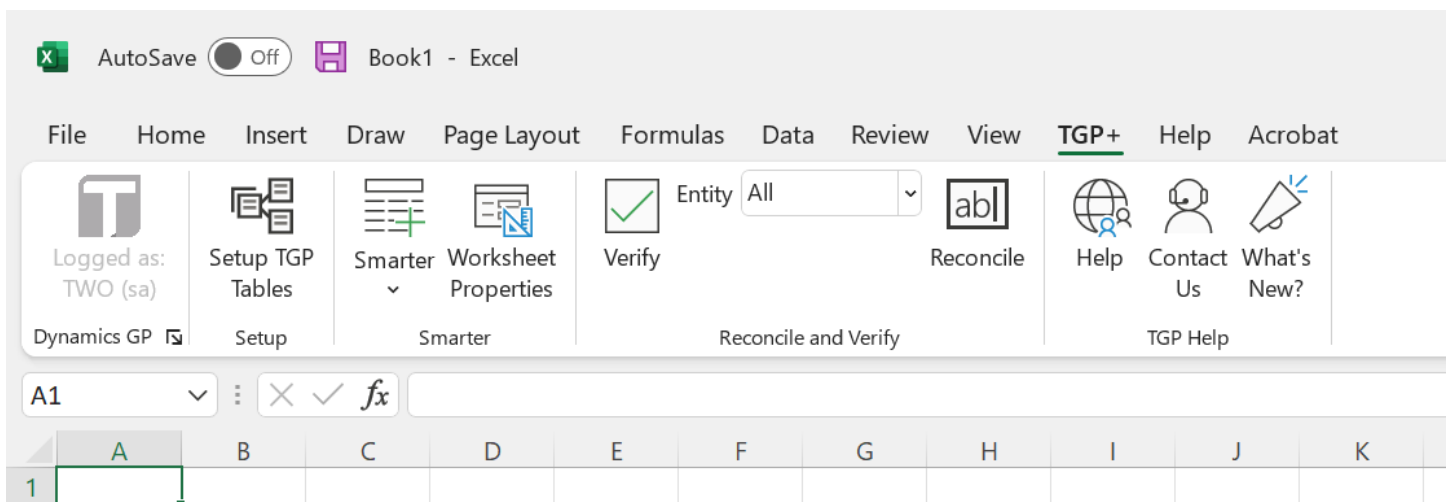 AutoSave Off Book1 - Excel
File Home Insert Draw Page Layout Formulas Data Review View TGP+ Help Acrobat
Logged as:
TWO (sa)
Dynamics GP
Setup TGP
Tables
Setup
Smarter
Worksheet
Properties
Smarter
Verify
Entity All
ab
Reconcile
Reconcile and Verify
Help
Contact
Us
What's
New?
TGP Help
A1
fx
A B C D E F G H I J K
1